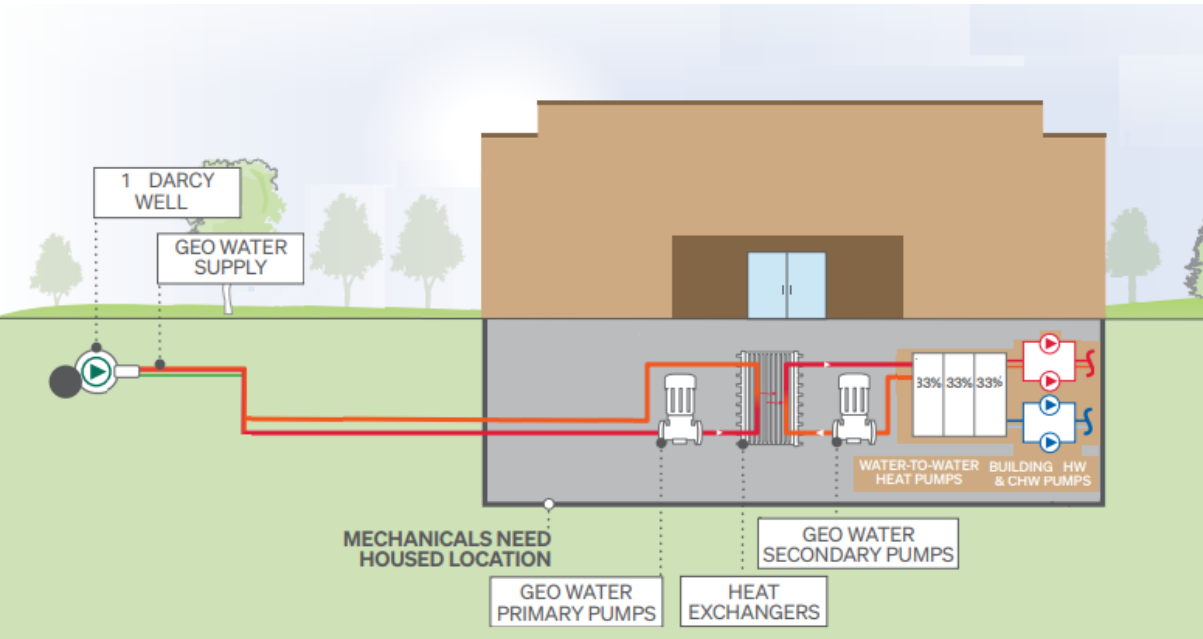 1 DARCY
WELL
GEO WATER
SUPPLY
33% 33% 33%
WATER-TO-WATER
HEAT PUMPS
BUILDING HW
& CHW PUMPS
MECHANICALS NEED
HOUSED LOCATION
GEO WATER
SECONDARY PUMPS
GEO WATER
PRIMARY PUMPS
HEAT
EXCHANGERS